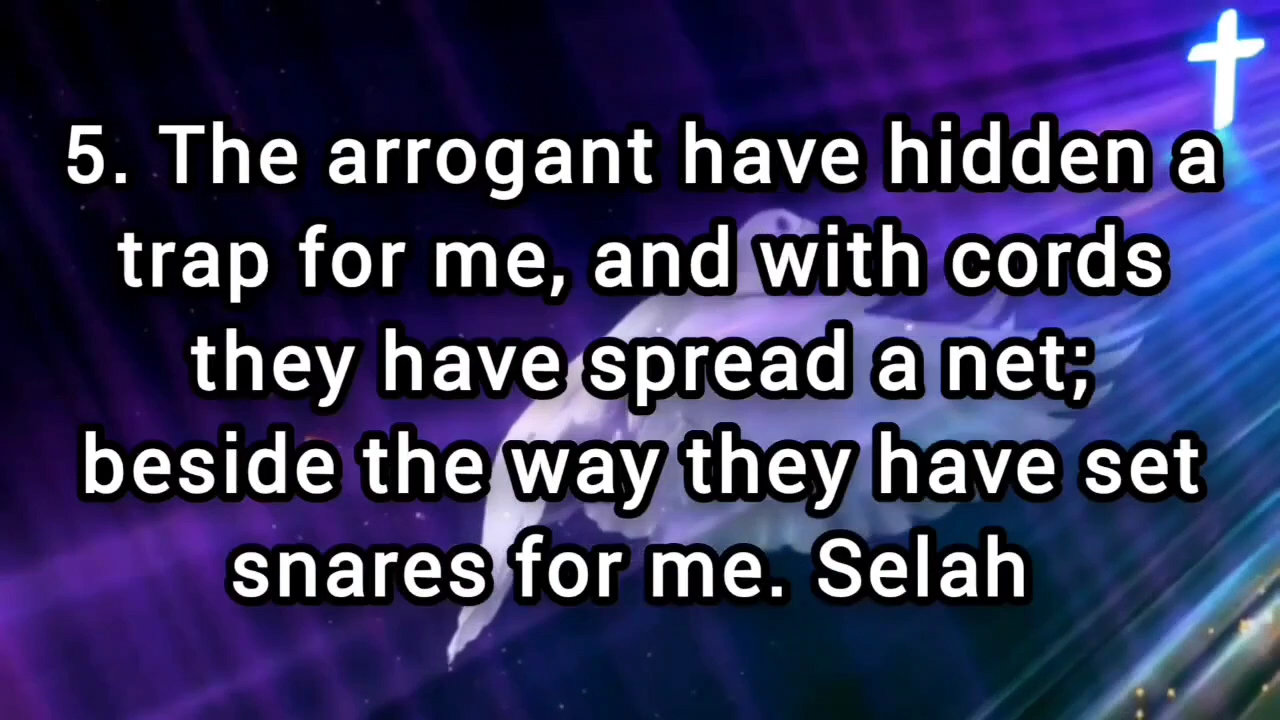 5. The arrogant have hidden a
trap for me, and with cords
they have spread a net;
beside the way they have set
snares for me. Selah